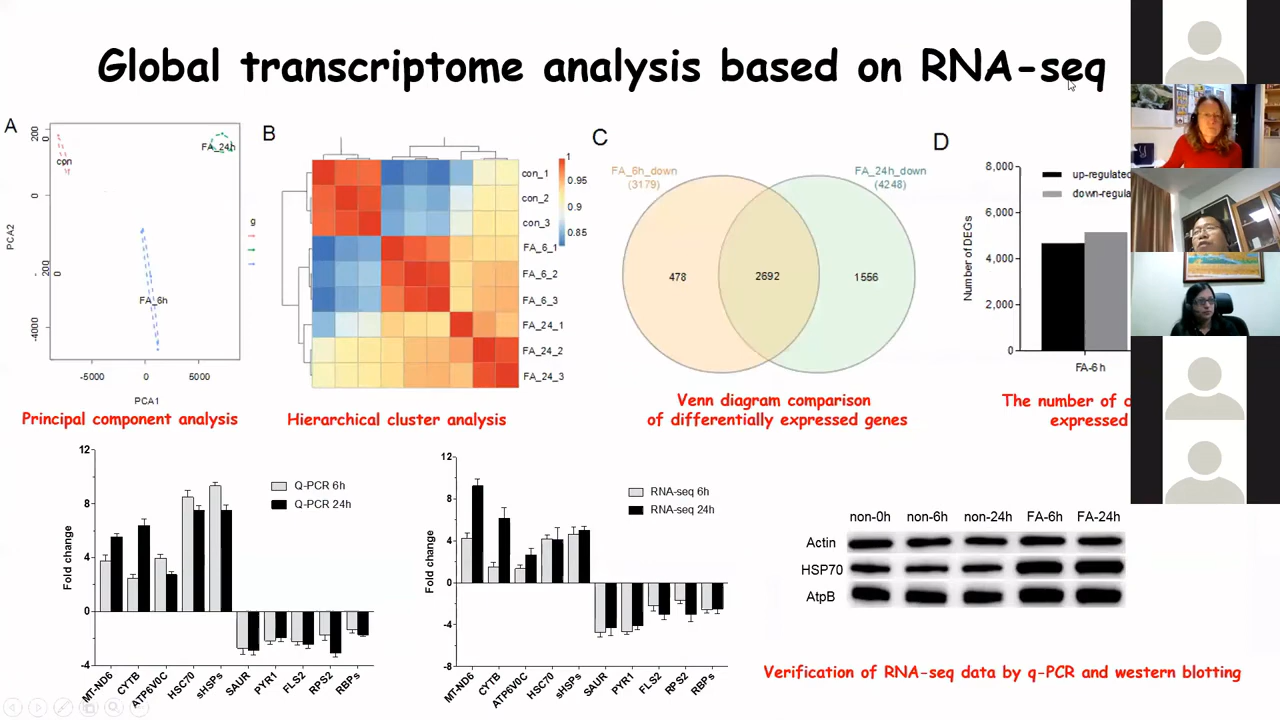 Global transcriptome analysis based on RNA-seq
A
200
0
0
200
0
-4000
PCA2
con
FA_24h
FA_6h
-5000
0
5000
PCA1
g
Principal component analysis
B
con_1
con_2
con_3
FA_6_1
FA_6_2
FA_6_3
FA_24_1
FA_24_2
FA_24_3
1
0.95
0.9
0.85
Hierarchical cluster analysis
C
FA_6h_down
(3179)
FA_24h_down
(4248)
478
2692
1556
Venn diagram comparison
of differentially expressed genes
D
8,000
6,000
4,000
2,000
0
Number of DEGs
up-regulated
down-regula
FA-6 h
The number of
expressed
12
8
4
0
-4
Fold change
Q-PCR 6h
Q-PCR 24h
MT-ND6
CYTB
ATP6V0C
HSC70
sHSPs
SAUR
PYR1
FLS2
RPS2
RBPs
12
8
4
0
-4
-8
Fold change
RNA-seq 6h
RNA-seq 24h
MT-ND6
CYTB
ATP6V0C
HSC70
sHSPs
SAUR
PYR1
FLS2
RPS2
RBPs
non-0h non-6h non-24h FA-6h FA-24h
Actin
HSP70
AtpB
Verification of RNA-seq data by q-PCR and western blotting